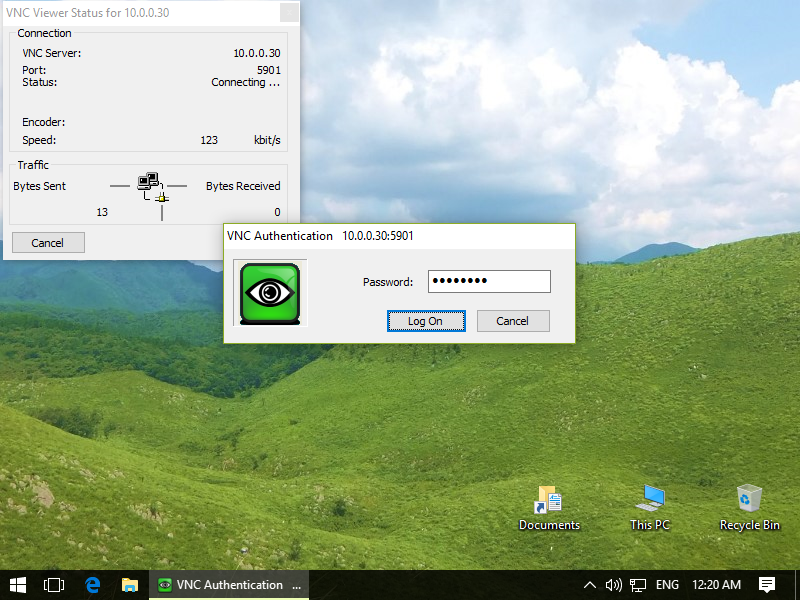 VNC Viewer Status for 10.0.0.30
Connection
VNC Server: 10.0.0.30
Port: 5901
Status: Connecting ...
Encoder:
Speed: 123 kbit/s
Traffic
Bytes Sent Bytes Received
13 0
Cancel
VNC Authentication 10.0.0.30:5901
Password: ●●●●●●●●
Log On Cancel
Documents This PC Recycle Bin
VNC Authentication ... ENG 12:20 AM